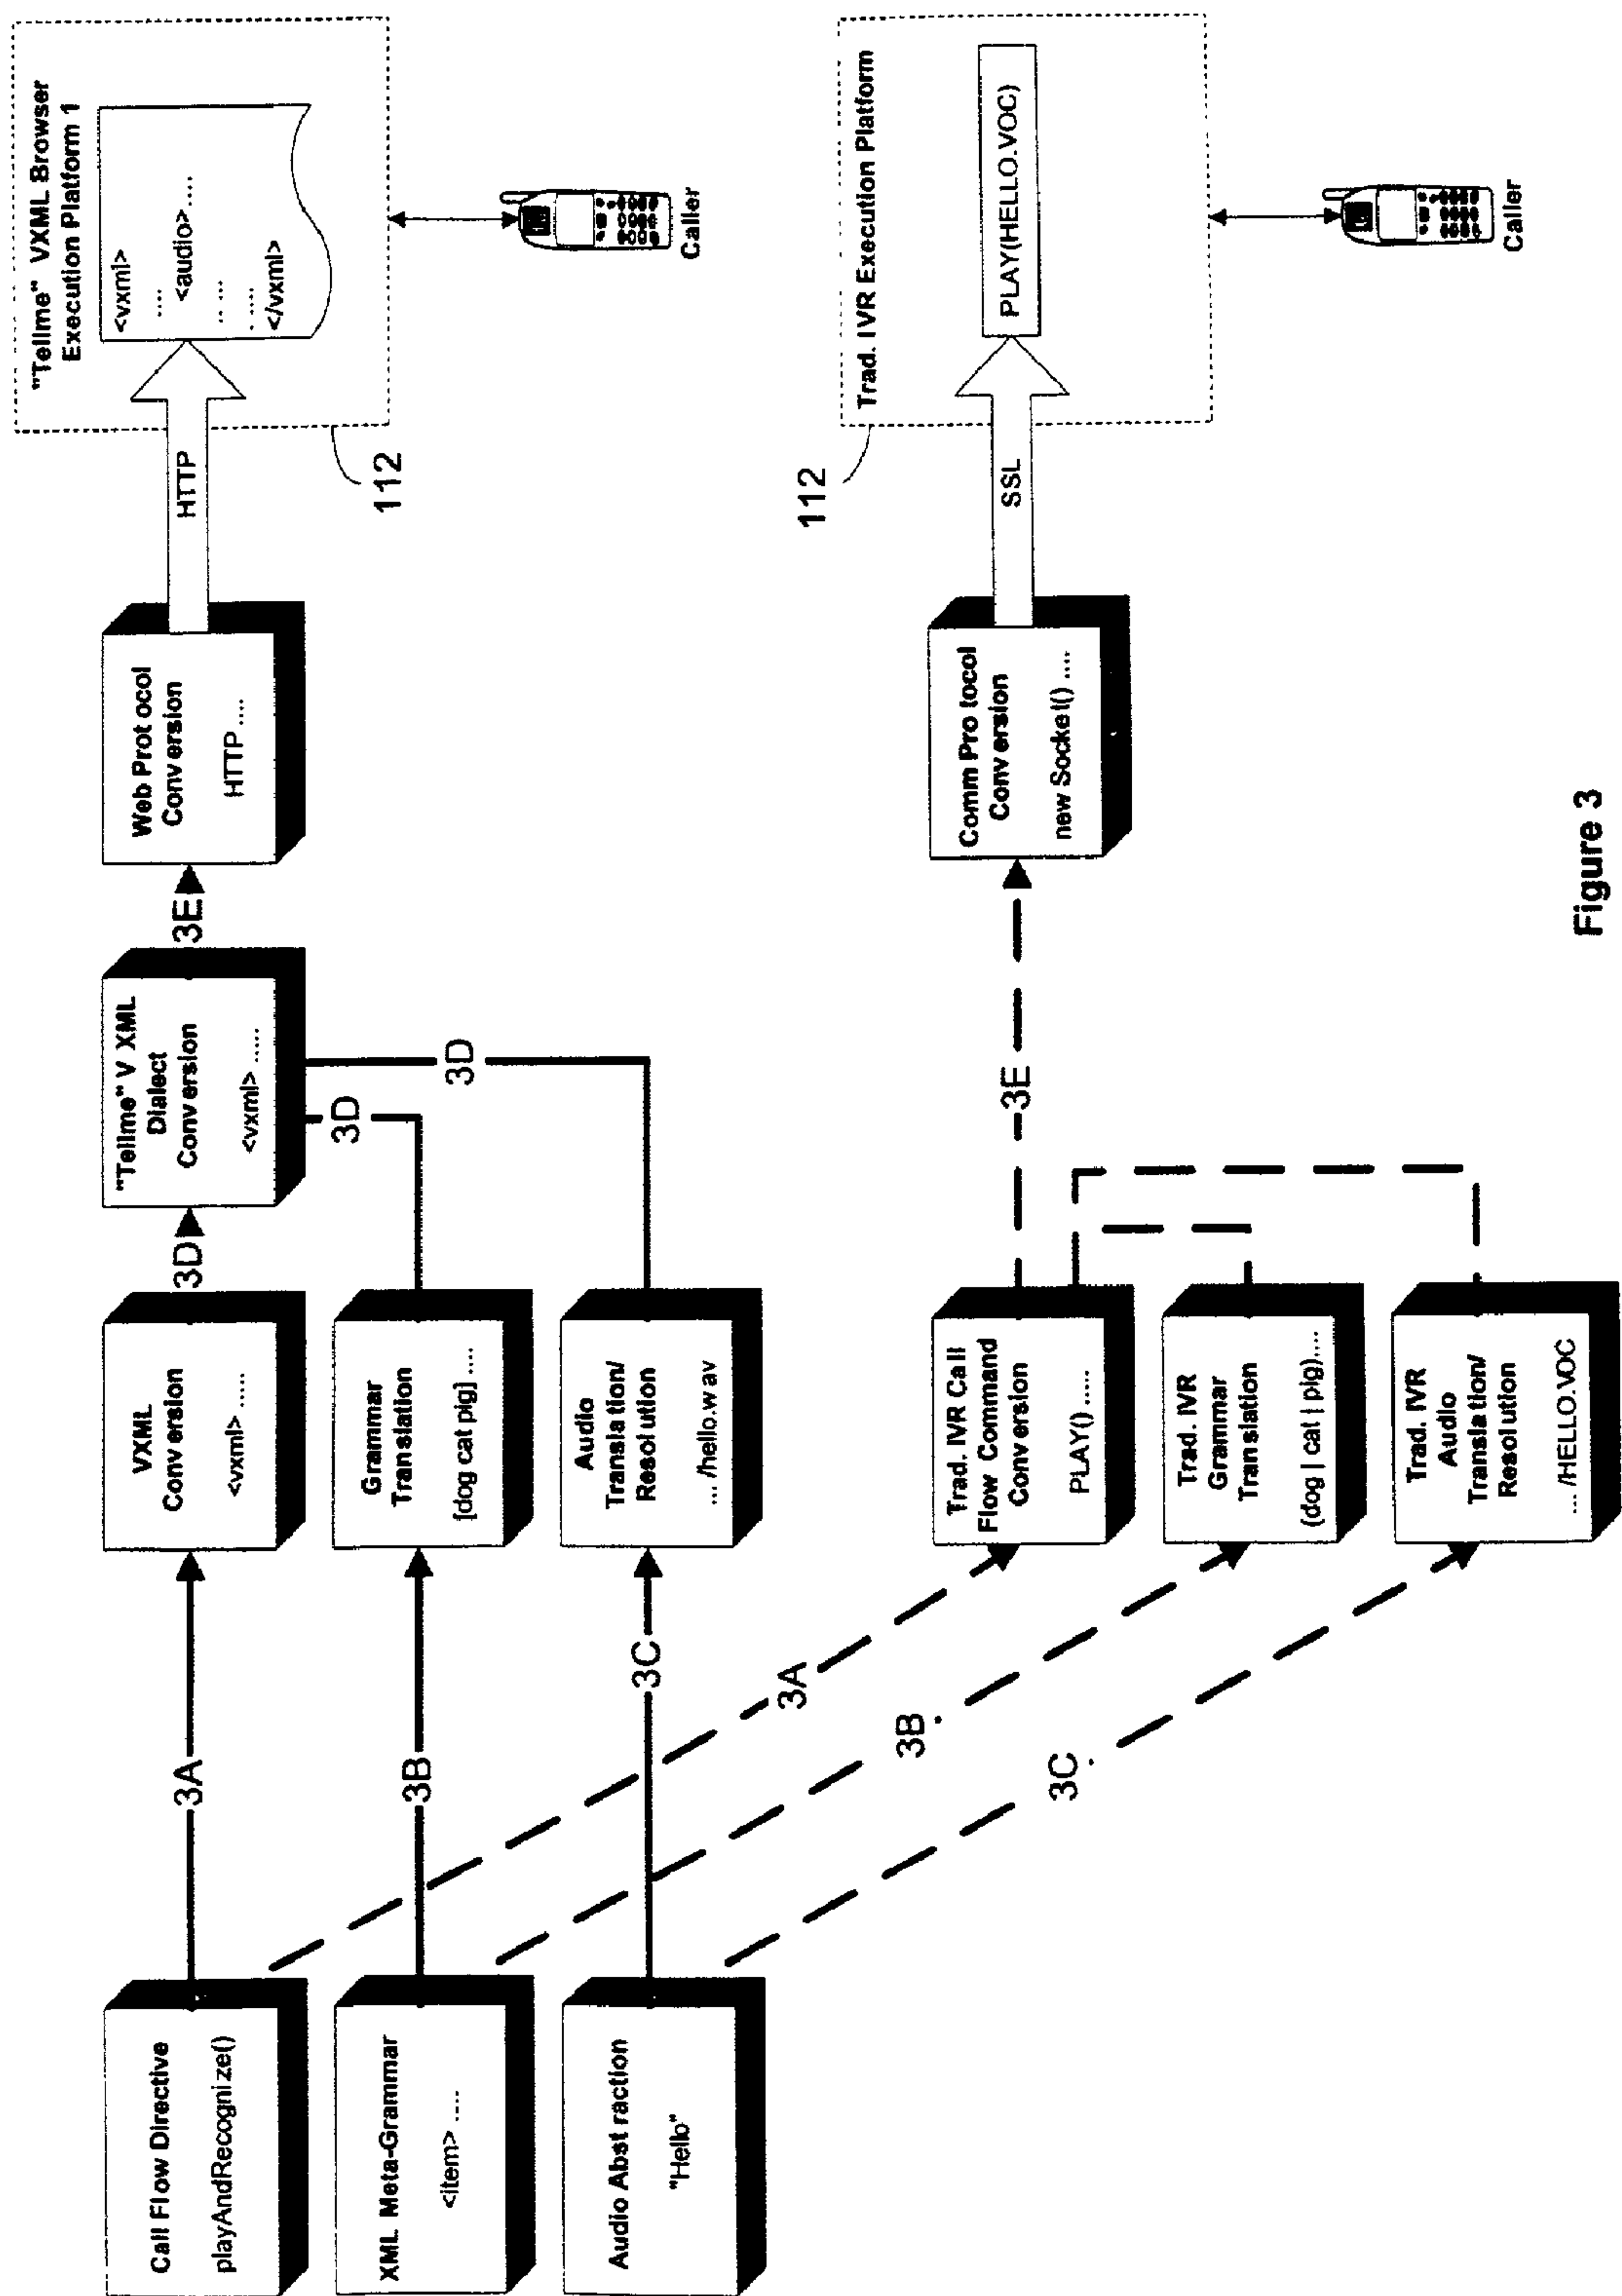 Call Flow Directive
playAndRecognize()
XML Meta-Grammar
<item> ....
Audio Abst raction
"Hello"
3A
3B
3C
3A
3B
3C
VXML
Conversion
<vxml> .....
Grammar
Translation
[dog cat pig] ....
Audio
Translation/
Resolution
... /hello.wav
3D
3D
3D
"Tellme" V XML
Dialect
Conversion
<vxml> .....
3E
Web Protocol
Conversion
HTTP ....
HTTP
"Tellme" VXML Browser
Execution Platform 1
<vxml>
....
<audio>....
.. ...
. ....
</vxml>
112
Caller
Trad. IVR Call
Flow Command
Conversion
PLAY() .....
Trad. IVR
Grammar
Translation
(dog | cat | pig)....
Trad. IVR
Audio
Translation/
Resolution
... /HELLO.VOC
3E
Comm Pro tocol
Conversion
new Socket() ....
SSL
Trad. IVR Execution Platform
PLAY(HELLO.VOC)
112
Caller
Figure 3